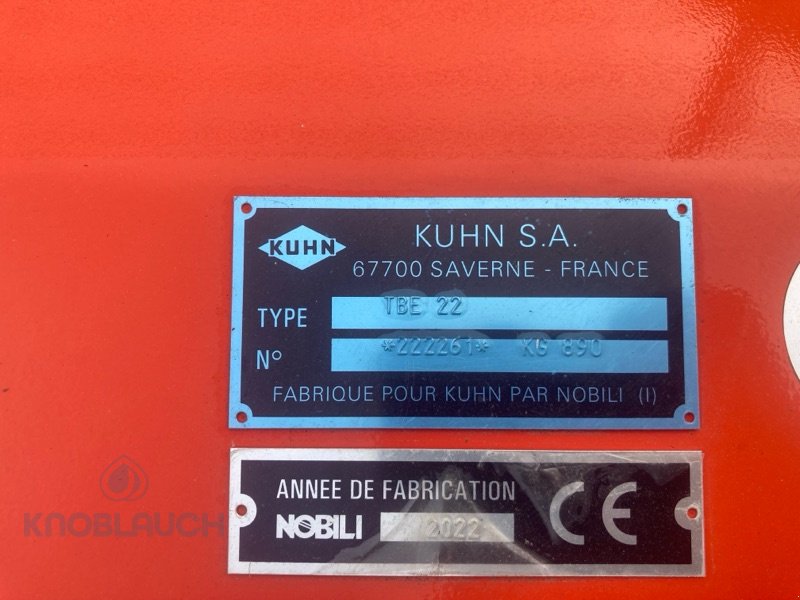 KUHN
KUHN S.A.
67700 SAVERNE - FRANCE
TYPE TBE 22
N° *222261* KG 890
FABRIQUE POUR KUHN PAR NOBILI (I)
ANNEE DE FABRICATION
NOBILI 2022 CE
KNOBLAUCH